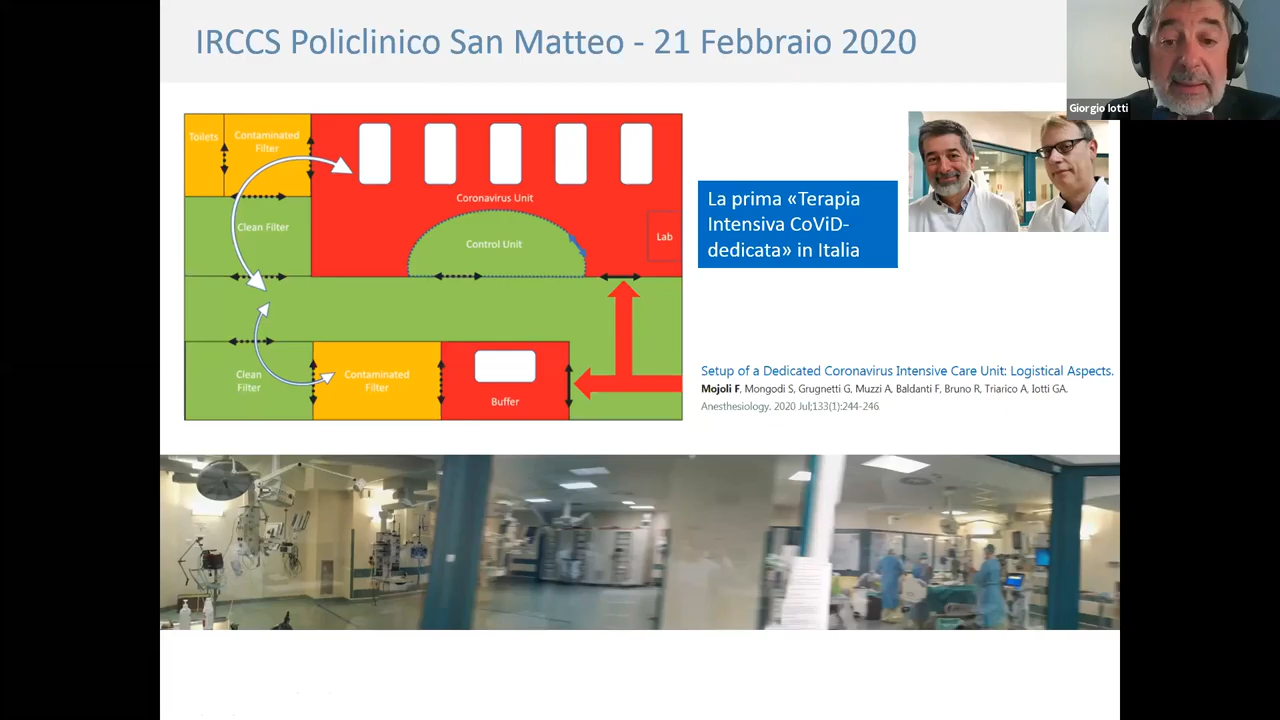 IRCCS Policlinico San Matteo - 21 Febbraio 2020
Giorgio Iotti
Toilets
Contaminated
Filter
Coronavirus Unit
Clean Filter
Control Unit
Lab
La prima «Terapia
Intensiva CoViD-
dedicata» in Italia
Clean
Filter
Contaminated
Filter
Buffer
Setup of a Dedicated Coronavirus Intensive Care Unit: Logistical Aspects.
Mojoli F, Mongodi S, Grugnetti G, Muzzi A, Baldanti F, Bruno R, Triarico A, Iotti GA.
Anesthesiology. 2020 Jul;133(1):244-246